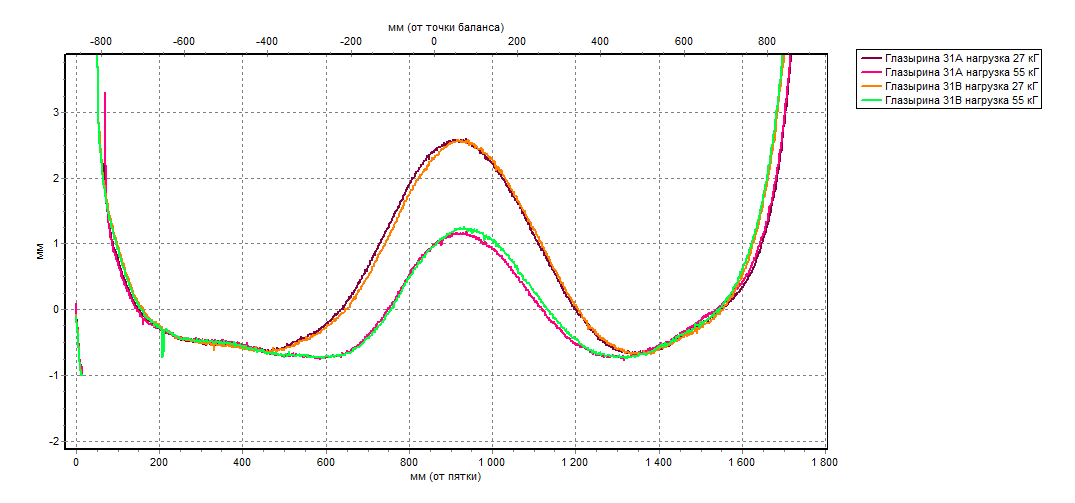 мм (от точки баланса)
-800 -600 -400 -200 0 200 400 600 800
Глазырина 31А нагрузка 27 кГ
Глазырина 31А нагрузка 55 кГ
Глазырина 31В нагрузка 27 кГ
Глазырина 31В нагрузка 55 кГ
3
2
1
0
-1
-2
мм
0 200 400 600 800 1 000 1 200 1 400 1 600 1 800
мм (от пятки)